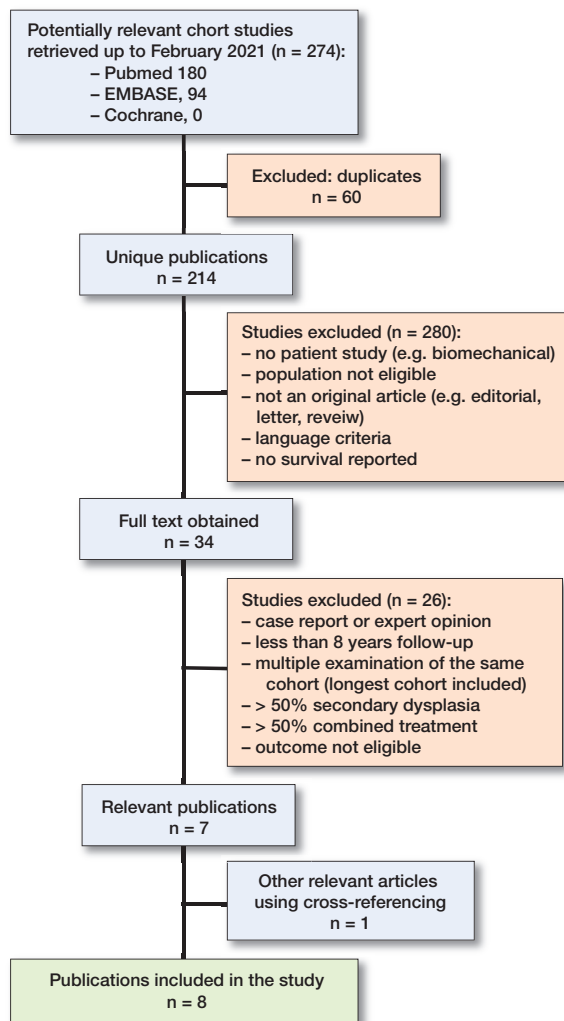 Potentially relevant chort studies
retrieved up to February 2021 (n = 274):
– Pubmed 180
– EMBASE, 94
– Cochrane, 0
Excluded: duplicates
n = 60
Unique publications
n = 214
Studies excluded (n = 280):
– no patient study (e.g. biomechanical)
– population not eligible
– not an original article (e.g. editorial,
letter, reveiw)
– language criteria
– no survival reported
Full text obtained
n = 34
Studies excluded (n = 26):
– case report or expert opinion
– less than 8 years follow-up
– multiple examination of the same
cohort (longest cohort included)
– > 50% secondary dysplasia
– > 50% combined treatment
– outcome not eligible
Relevant publications
n = 7
Other relevant articles
using cross-referencing
n = 1
Publications included in the study
n = 8